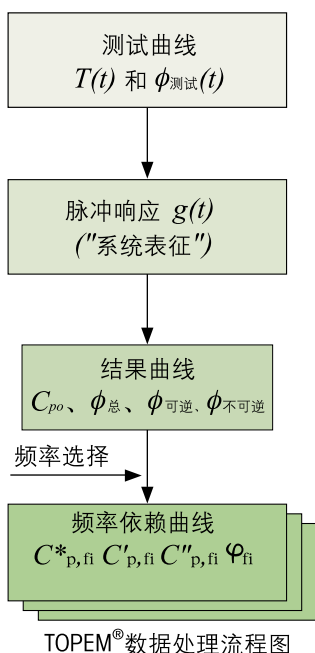 测试曲线
T(t) 和 ϕ测试(t)
脉冲响应 g(t)
("系统表征")
结果曲线
Cpo、ϕ总、ϕ可逆、ϕ不可逆
频率选择
频率依赖曲线
C*p,fi C'p,fi C"p,fi φfi
TOPEM®数据处理流程图